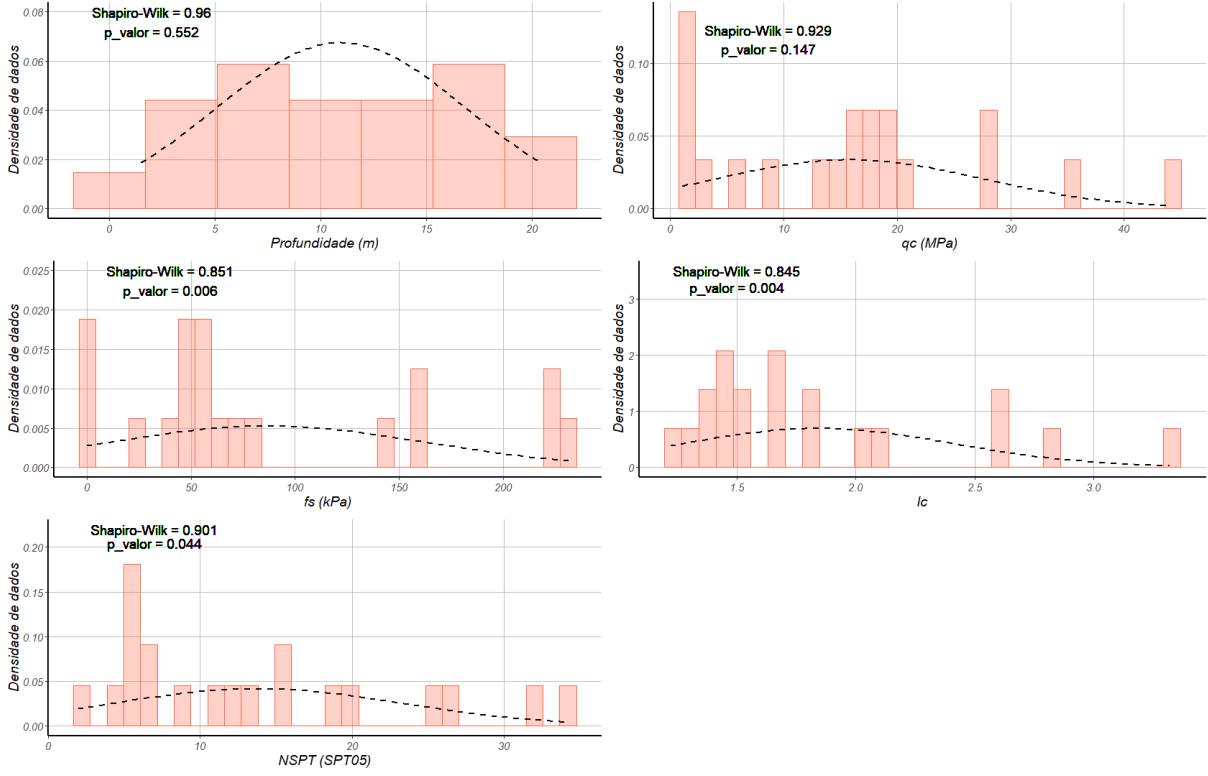 Shapiro-Wilk = 0.96
p_valor = 0.552
Densidade de dados
0.08
0.06
0.04
0.02
0.00
0 5 10 15 20
Profundidade (m)
Shapiro-Wilk = 0.929
p_valor = 0.147
Densidade de dados
0.10
0.05
0.00
0 10 20 30 40
qc (MPa)
Shapiro-Wilk = 0.851
p_valor = 0.006
Densidade de dados
0.025
0.020
0.015
0.010
0.005
0.000
0 50 100 150 200
fs (kPa)
Shapiro-Wilk = 0.845
p_valor = 0.004
Densidade de dados
3
2
1
0
1.5 2.0 2.5 3.0
Ic
Shapiro-Wilk = 0.901
p_valor = 0.044
Densidade de dados
0.20
0.15
0.10
0.05
0.00
0 10 20 30
NSPT (SPT05)